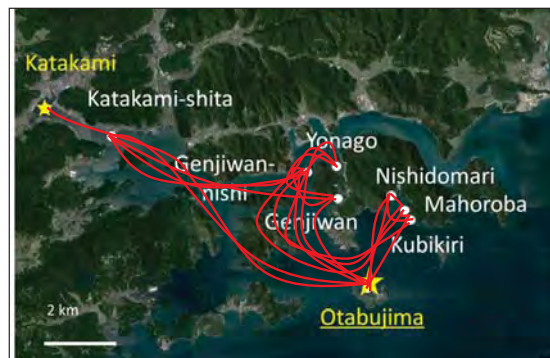 Katakami
Katakami-shita
Yonago
Genjiwan-
nishi
Nishidomari
Mahoroba
Genjiwan
Kubikiri
2 km
Otabujima